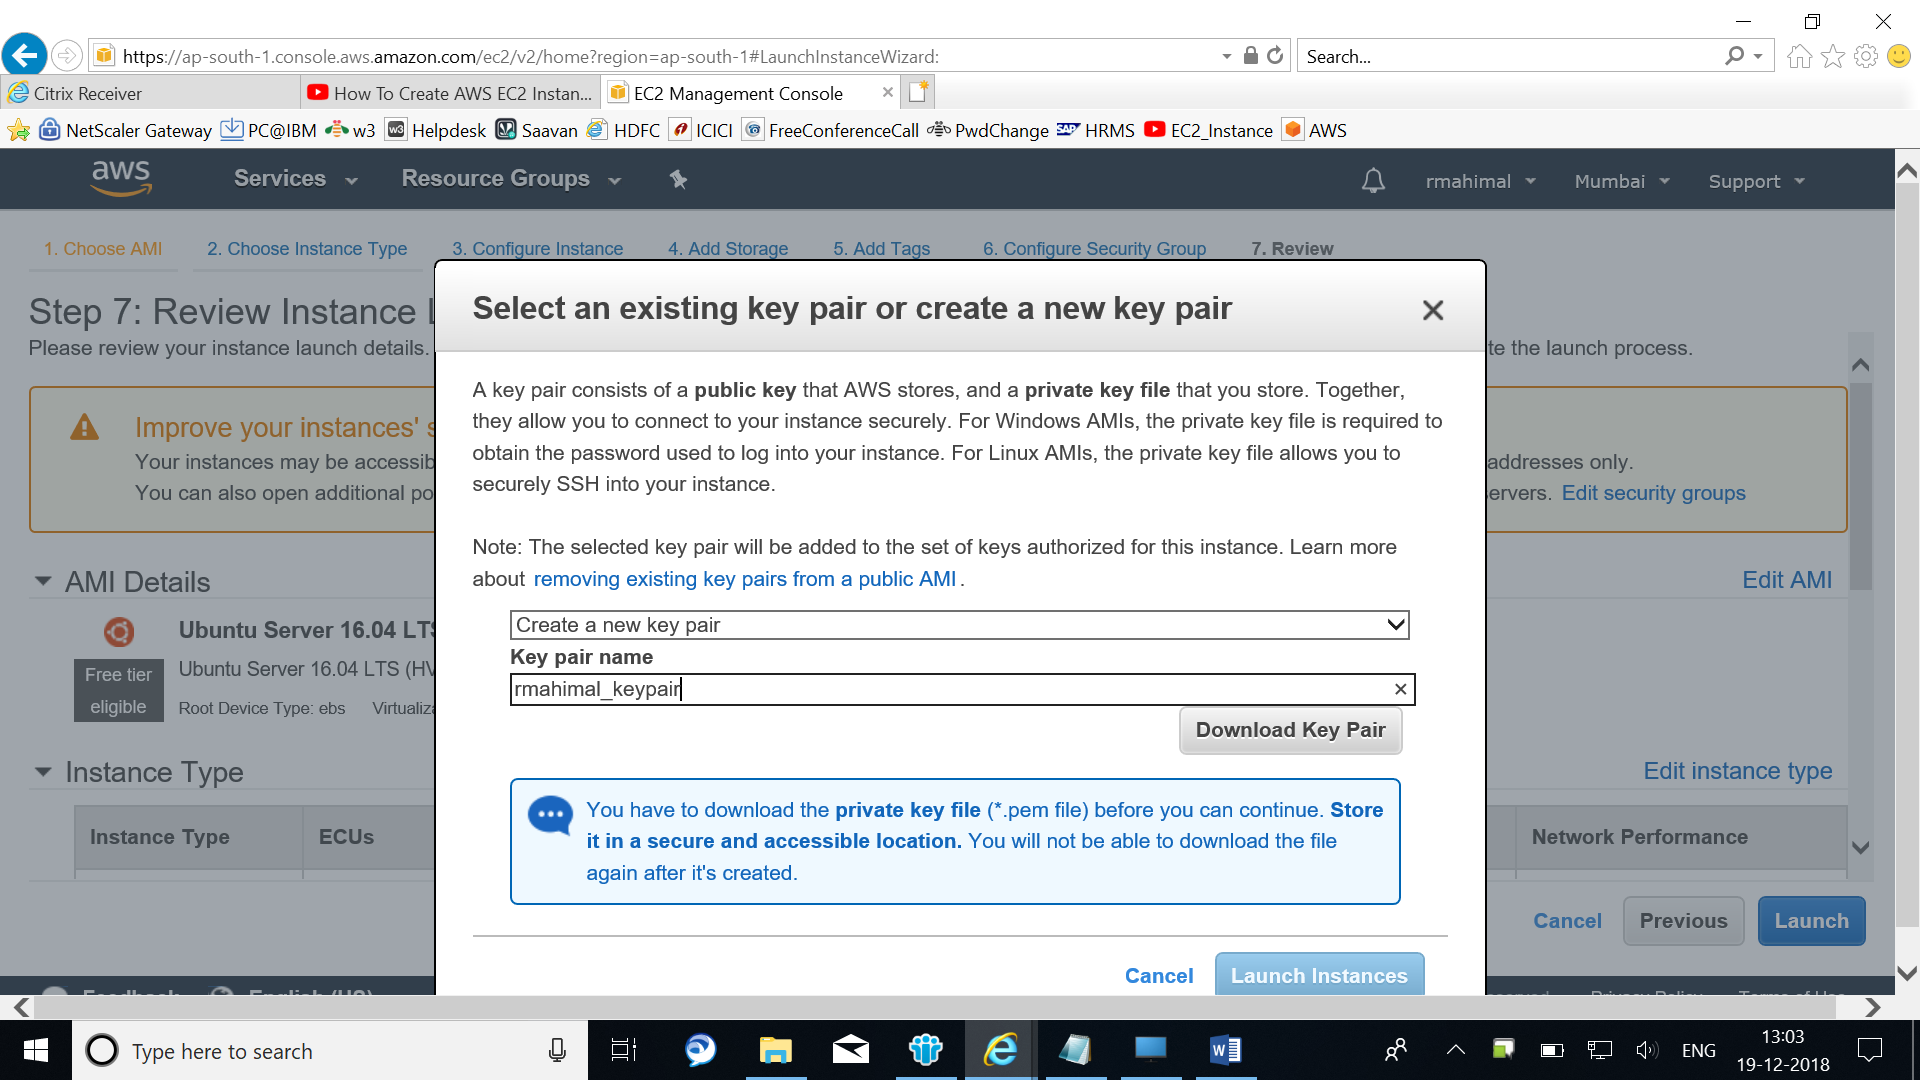 https://ap-south-1.console.aws.amazon.com/ec2/v2/home?region=ap-south-1#LaunchInstanceWizard:
Search...
Citrix Receiver
How To Create AWS EC2 Instan...
EC2 Management Console
NetScaler Gateway PC@IBM w3 Helpdesk Saavan HDFC ICICI FreeConferenceCall PwdChange HRMS EC2_Instance AWS
aws Services Resource Groups rmahimal Mumbai Support
1. Choose AMI 2. Choose Instance Type 3. Configure Instance 4. Add Storage 5. Add Tags 6. Configure Security Group 7. Review
Step 7: Review Instance L
Please review your instance launch details.
te the launch process.
Improve your instances' s
Your instances may be accessib
addresses only.
You can also open additional po
ervers. Edit security groups
AMI Details
Edit AMI
Ubuntu Server 16.04 LTS
Free tier
eligible
Ubuntu Server 16.04 LTS (HV
Root Device Type: ebs Virtualiza
Instance Type
Edit instance type
Instance Type ECUs
Network Performance
Cancel Previous Launch
Select an existing key pair or create a new key pair
A key pair consists of a public key that AWS stores, and a private key file that you store. Together,
they allow you to connect to your instance securely. For Windows AMIs, the private key file is required to
obtain the password used to log into your instance. For Linux AMIs, the private key file allows you to
securely SSH into your instance.
Note: The selected key pair will be added to the set of keys authorized for this instance. Learn more
about removing existing key pairs from a public AMI.
Create a new key pair
Key pair name
rmahimal_keypair
Download Key Pair
You have to download the private key file (*.pem file) before you can continue. Store
it in a secure and accessible location. You will not be able to download the file
again after it's created.
Cancel Launch Instances
Feedback English (US)
Privacy Policy Terms of Use
Type here to search
ENG
13:03
19-12-2018